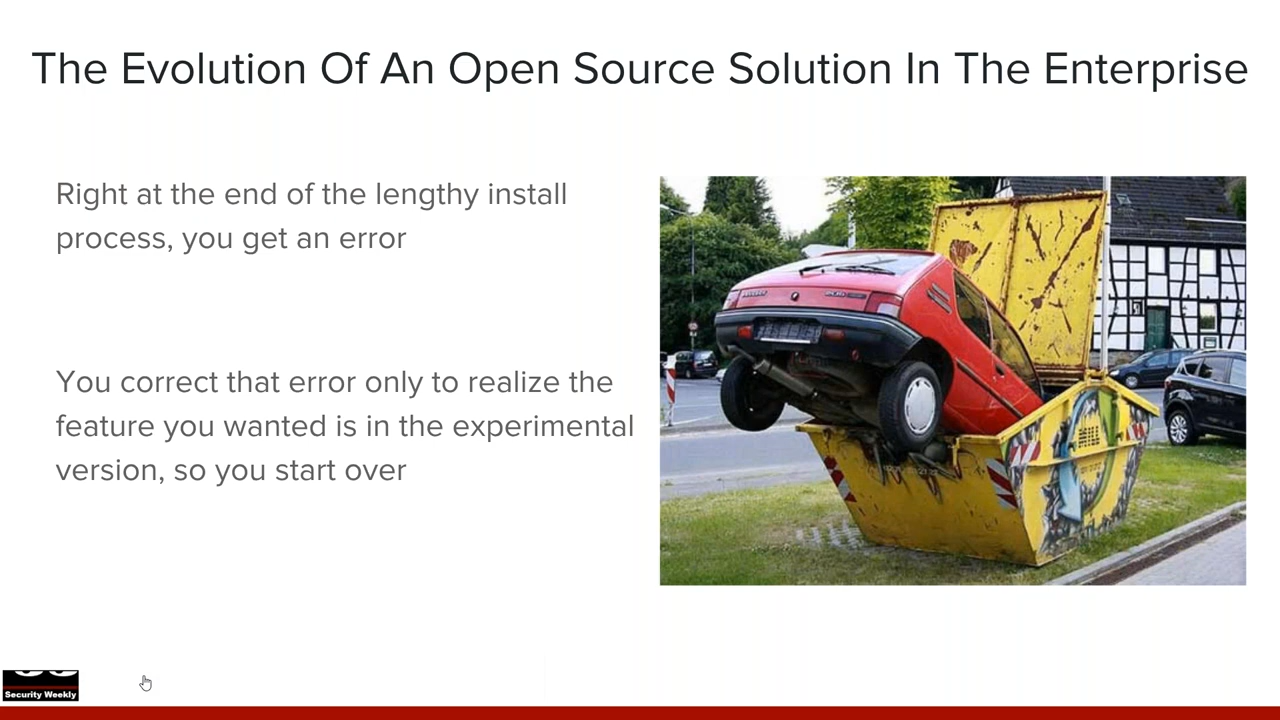 The Evolution Of An Open Source Solution In The Enterprise
Right at the end of the lengthy install
process, you get an error
You correct that error only to realize the
feature you wanted is in the experimental
version, so you start over
Security Weekly